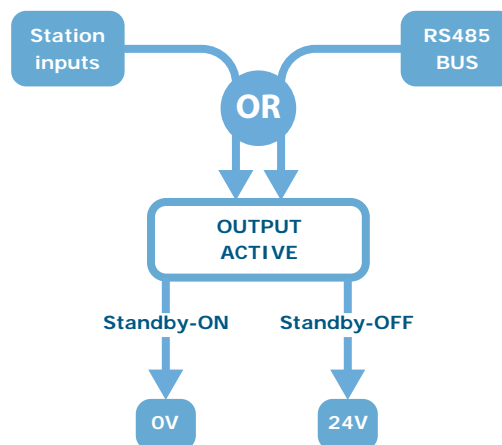 Station
inputs
RS485
BUS
OR
OUTPUT
ACTIVE
Standby-ON
Standby-OFF
0V
24V